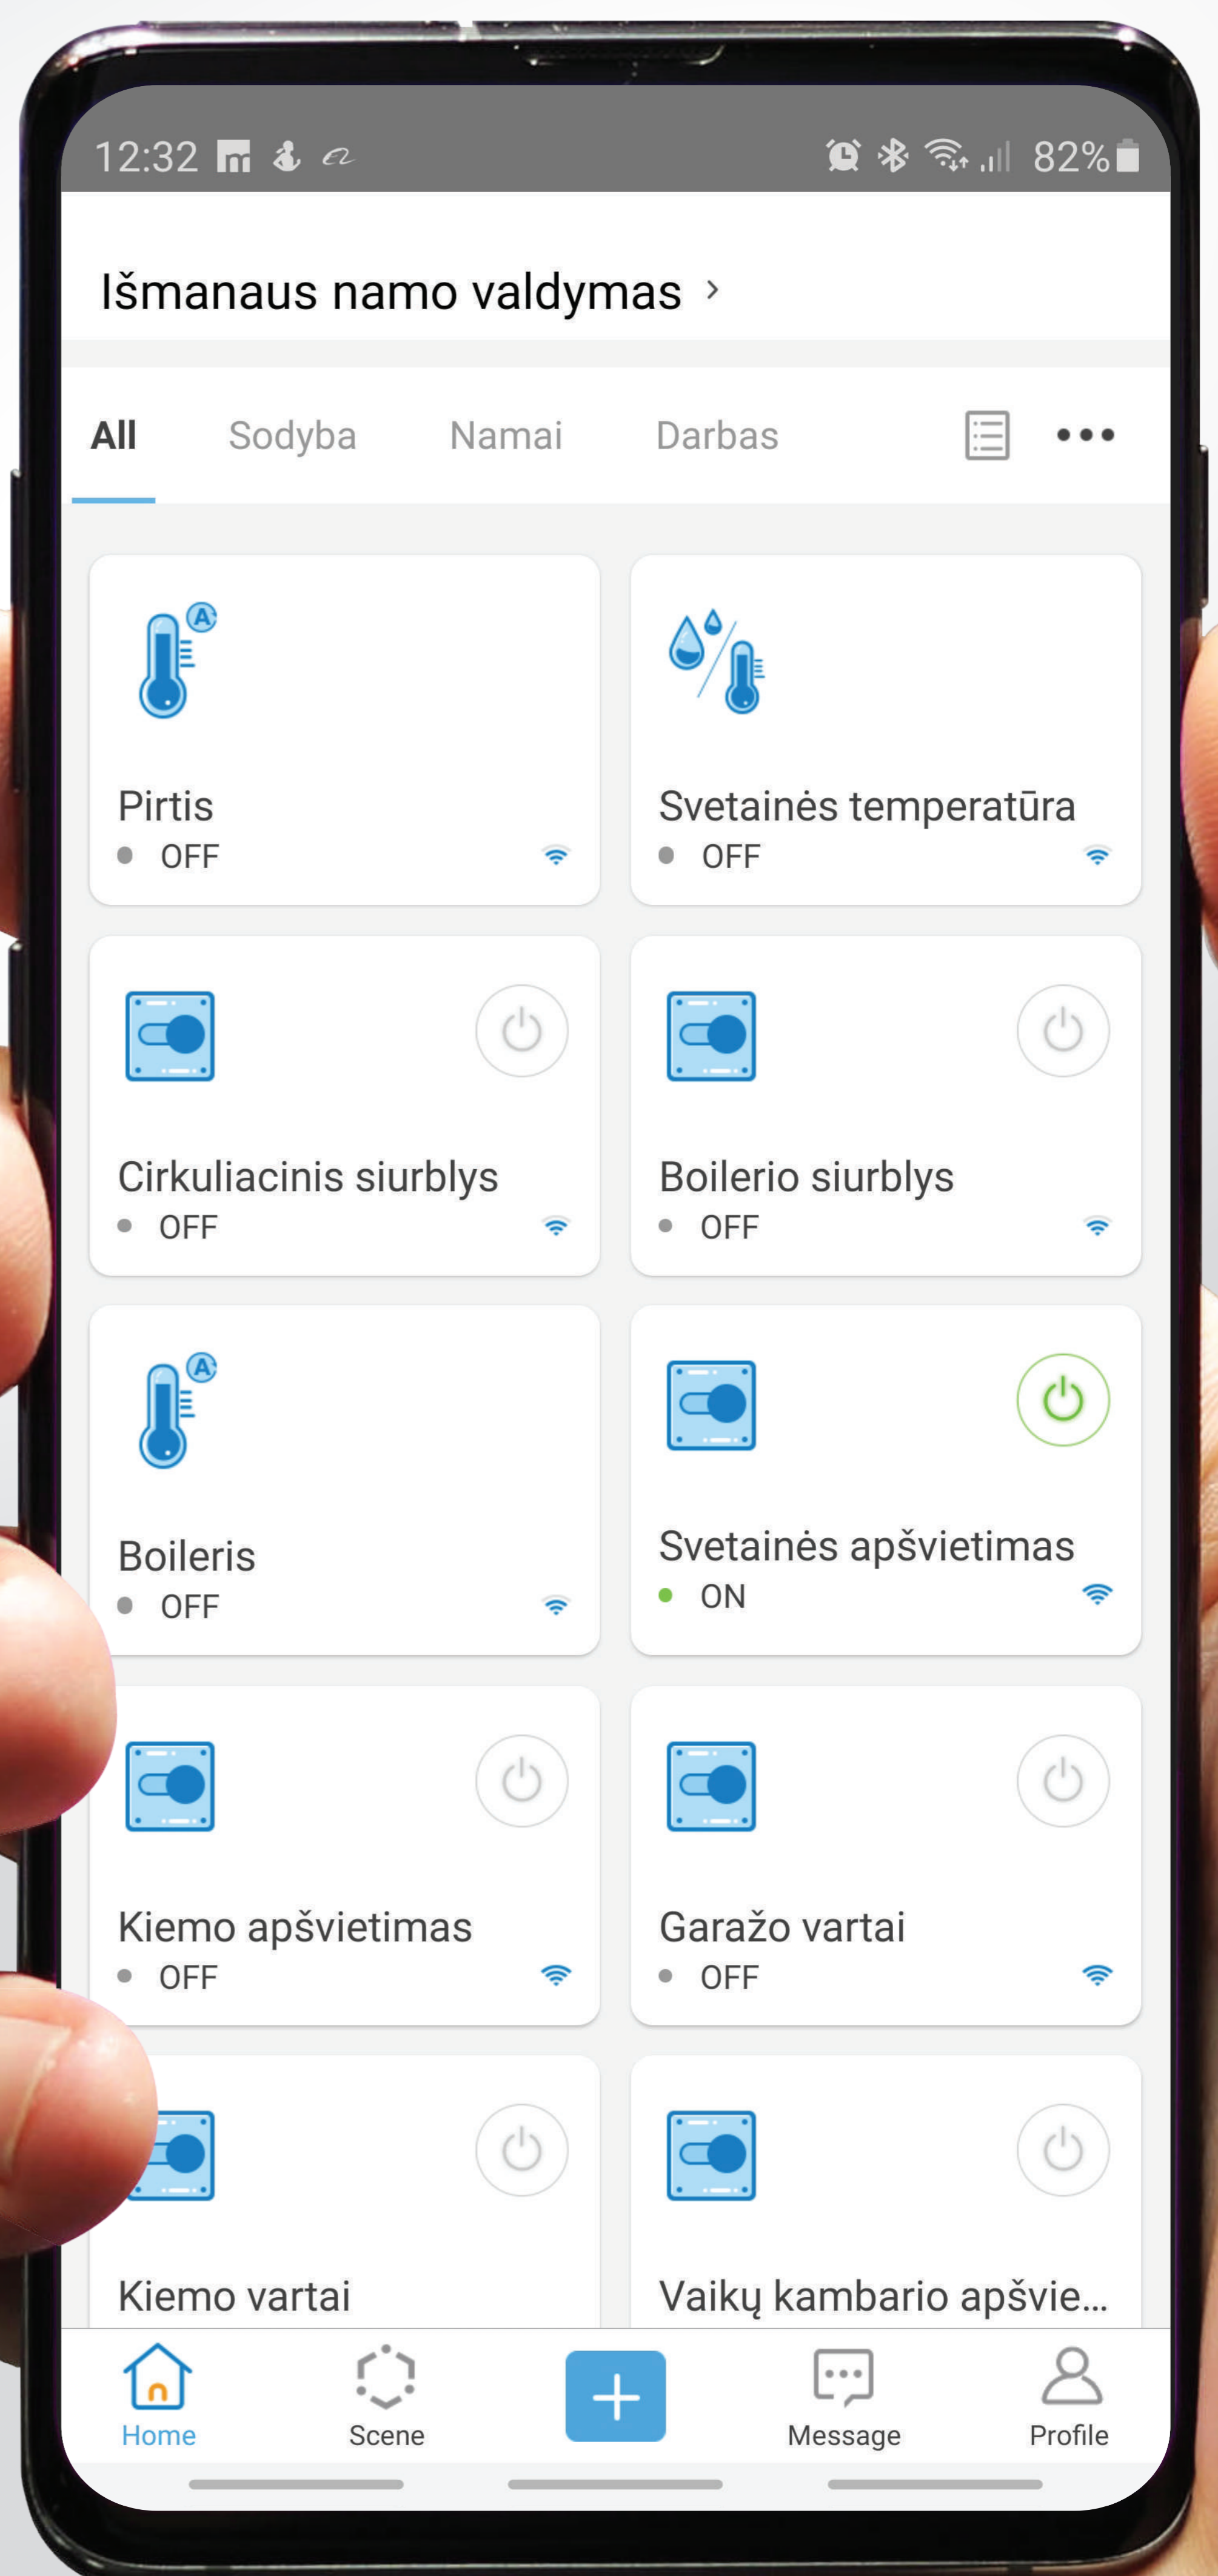 12:32
82%
Išmanaus namo valdymas
All Sodyba Namai Darbas
A A
Pirtis
OFF
Svetainės temperatūra
OFF
Cirkuliacinis siurblys
OFF
Boilerio siurblys
OFF
Boileris
OFF
Svetainės apšvietimas
ON
Kiemo apšvietimas
OFF
Garažo vartai
OFF
Kiemo vartai
Vaikų kambario apšvie...
Home
Scene
Message
Profile